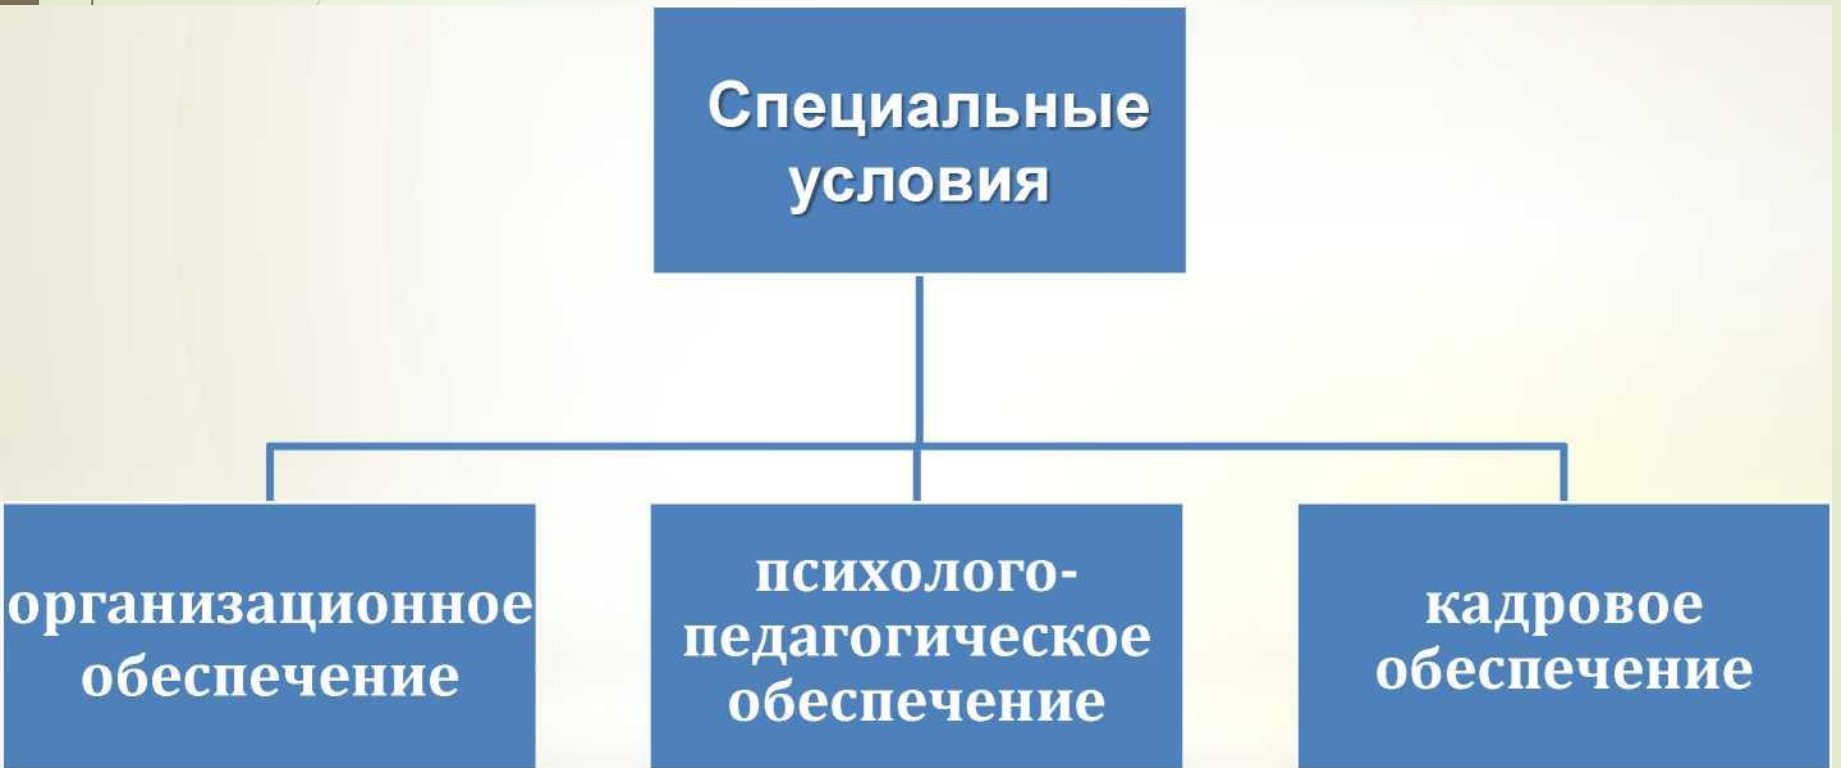 Специальные
условия
организационное
обеспечение
психолого-
педагогическое
обеспечение
кадровое
обеспечение